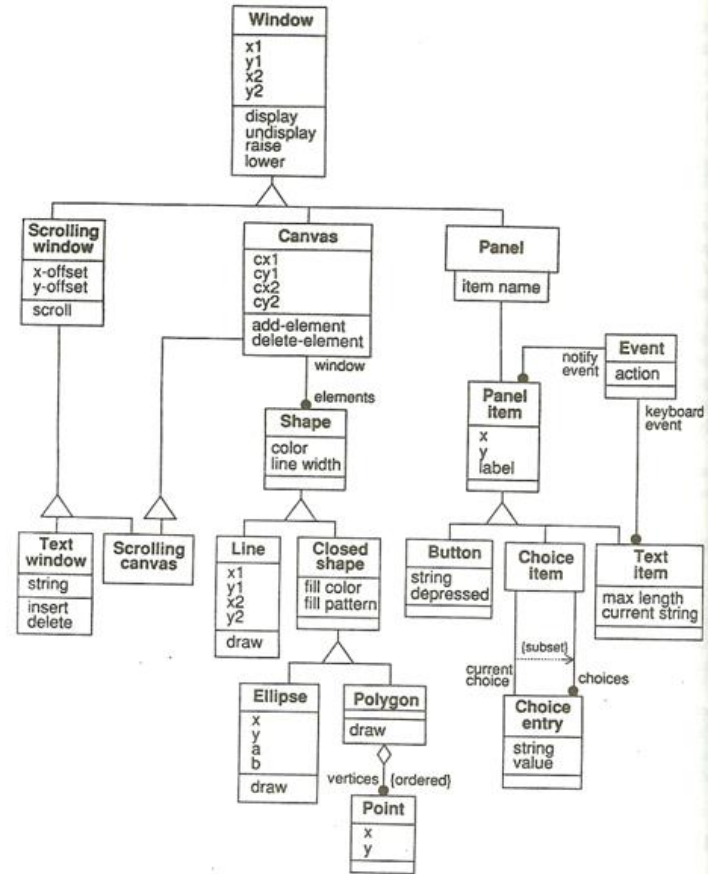 Window
x1
y1
x2
y2
display
undisplay
raise
lower
Scrolling
window
x-offset
y-offset
scroll
Canvas
cx1
cy1
cx2
cy2
add-element
delete-element
Panel
item name
window
elements
notify
event
Event
action
keyboard
event
Panel
item
x
y
label
Shape
color
line width
Text
window
string
insert
delete
Scrolling
canvas
Line
x1
y1
x2
y2
draw
Closed
shape
fill color
fill pattern
Button
string
depressed
Choice
item
Text
item
max length
current string
{subset}
current
choice
choices
Ellipse
x
y
a
b
draw
Polygon
draw
vertices {ordered}
Point
x
y
Choice
entry
string
value